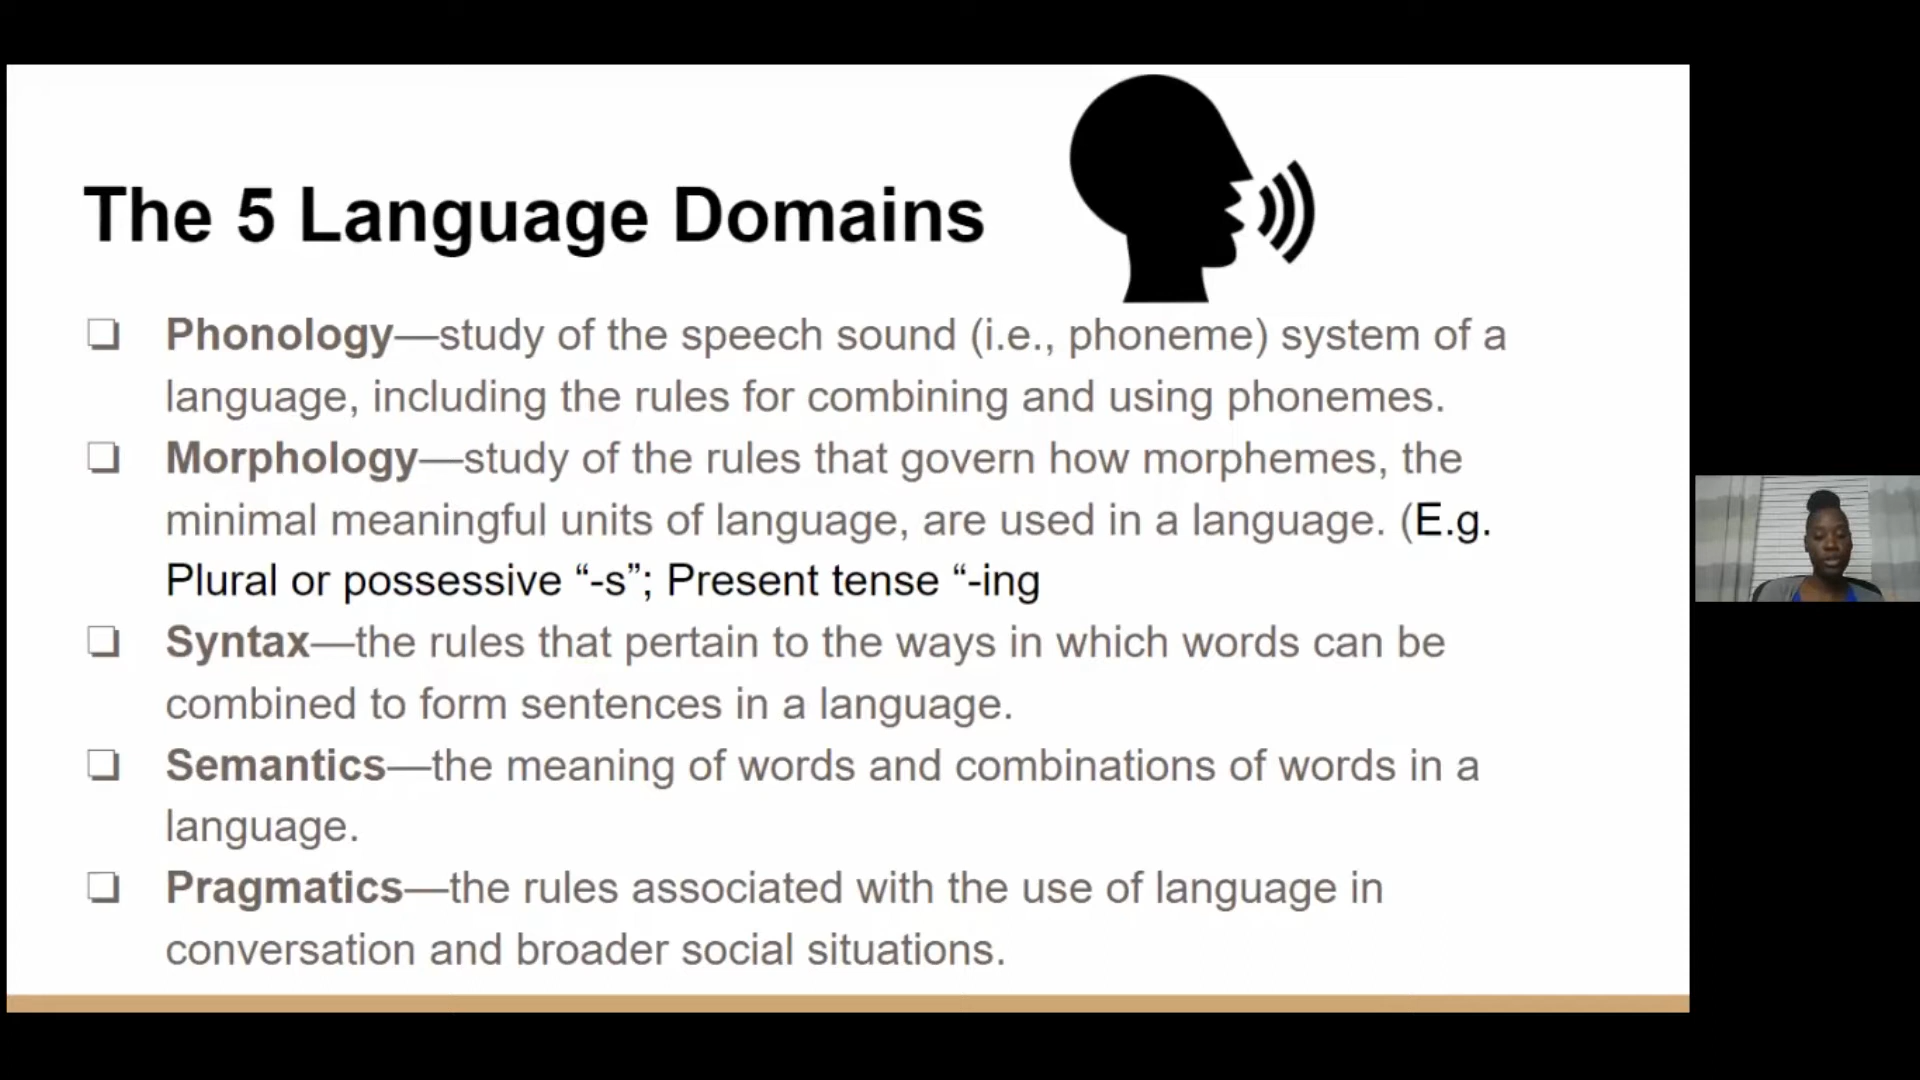 The 5 Language Domains
Phonology—study of the speech sound (i.e., phoneme) system of a
language, including the rules for combining and using phonemes.
Morphology—study of the rules that govern how morphemes, the
minimal meaningful units of language, are used in a language. (E.g.
Plural or possessive “-s”; Present tense “-ing
Syntax—the rules that pertain to the ways in which words can be
combined to form sentences in a language.
Semantics—the meaning of words and combinations of words in a
language.
Pragmatics—the rules associated with the use of language in
conversation and broader social situations.